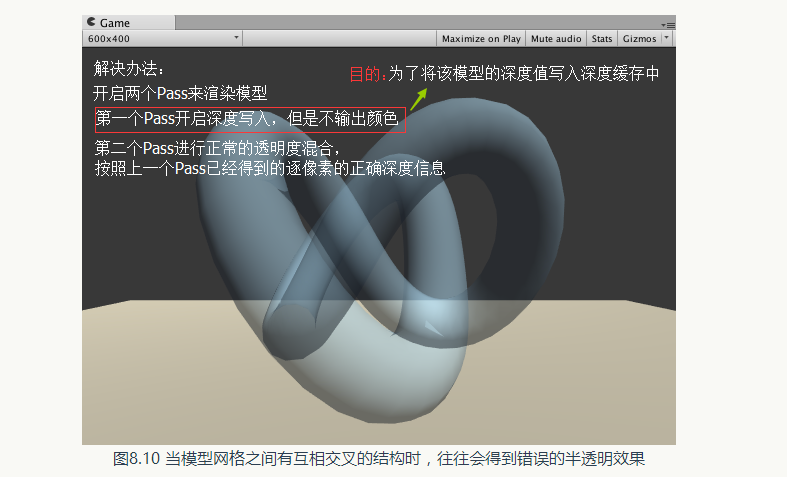 Game
600x400 Maximize on Play Mute audio Stats Gizmos
解决办法：
目的：为了将该模型的深度值写入深度缓存中
开启两个Pass来渲染模型
第一个Pass开启深度写入，但是不输出颜色
第二个Pass进行正常的透明度混合，
按照上一个Pass已经得到的逐像素的正确深度信息
图8.10 当模型网格之间有互相交叉的结构时，往往会得到错误的半透明效果